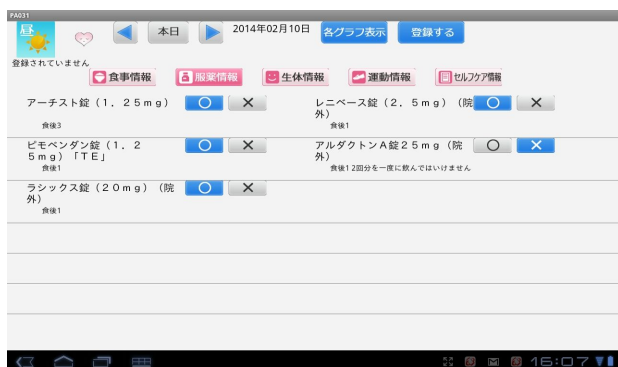 PA031
昼
本日
2014年02月10日
各グラフ表示
登録する
登録されていません
食事情報
服薬情報
生体情報
運動情報
セルフケア情報
アーチスト錠（1．25mg）
食後3
レニベース錠（2．5mg）（院
外）
食後1
ピモベンダン錠（1．2
5mg）「TE」
食後1
アルダクトンA錠25mg（院
外）
食後1 2回分を一度に飲んではいけません
ラシックス錠（20mg）（院
外）
食後1
16:07